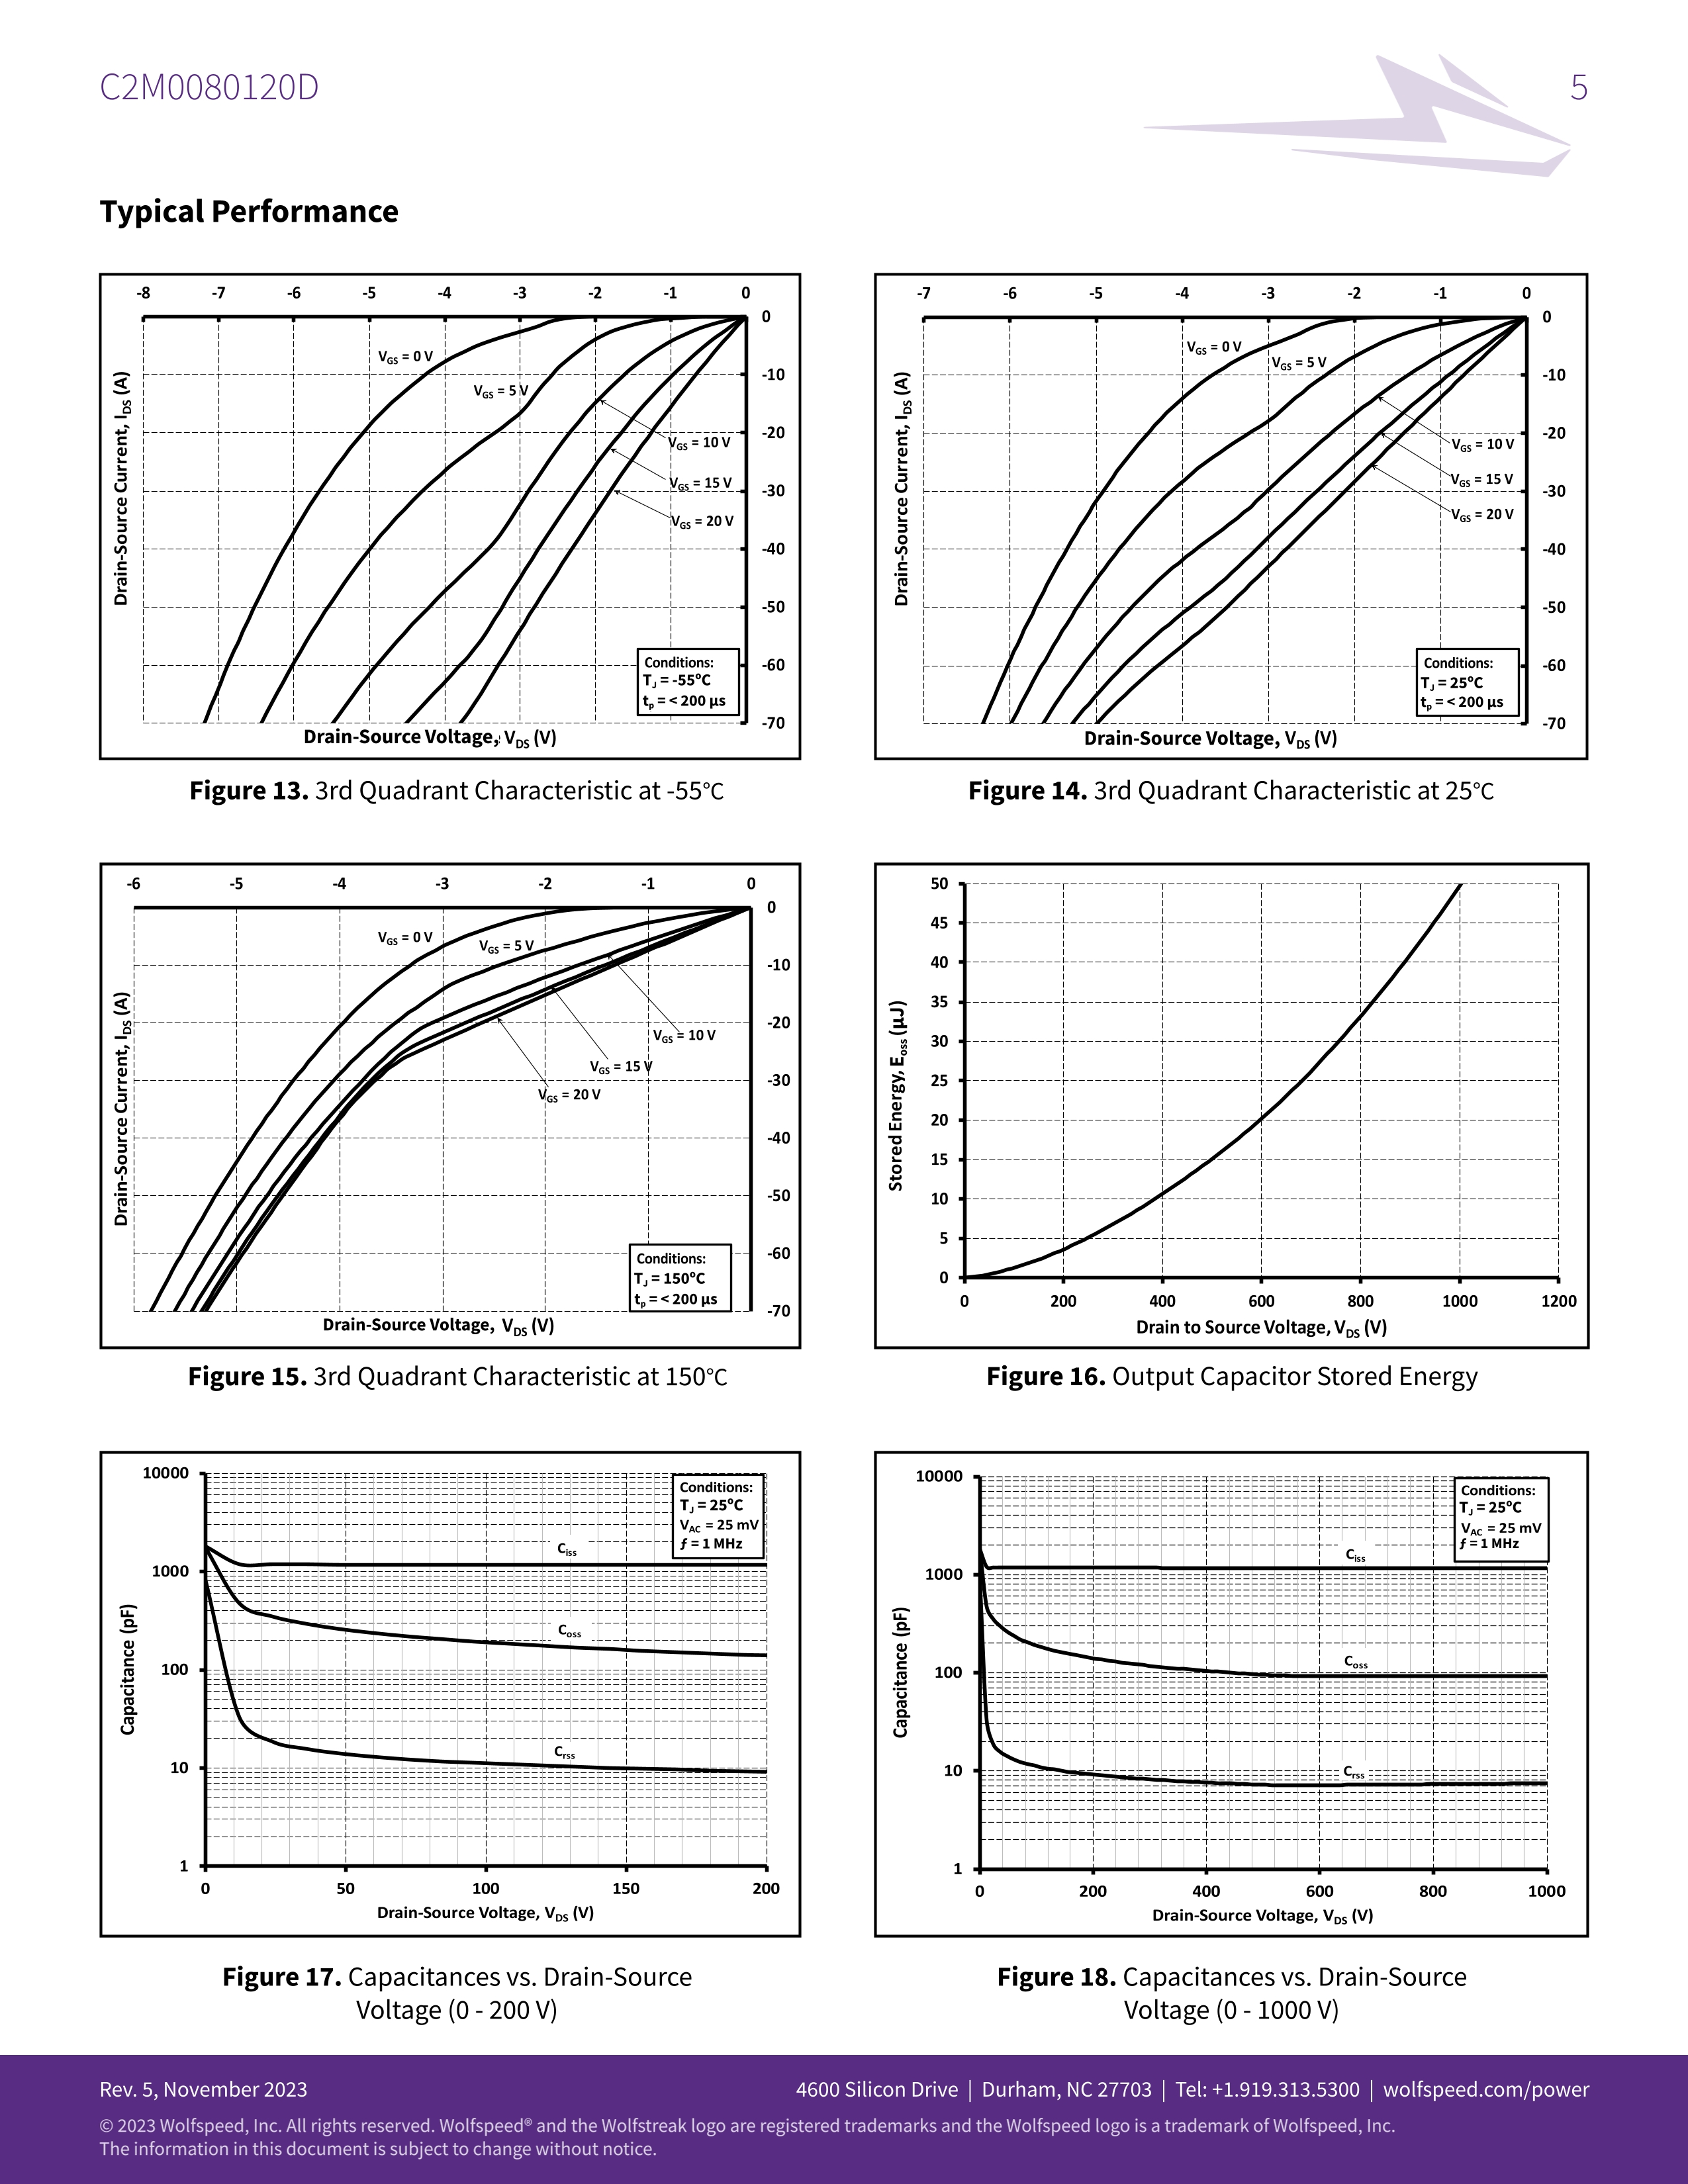 C2M0080120D
5
Typical Performance
-8 -7 -6 -5 -4 -3 -2 -1 0
0
-10
-20
-30
-40
-50
-60
-70
VGS = 0 V
VGS = 5 V
VGS = 10 V
VGS = 15 V
VGS = 20 V
Drain-Source Current, IDS (A)
Conditions:
TJ = -55°C
tp = < 200 µs
Drain-Source Voltage, VDS (V)
Figure 13. 3rd Quadrant Characteristic at -55°C
-7 -6 -5 -4 -3 -2 -1 0
0
-10
-20
-30
-40
-50
-60
-70
VGS = 0 V
VGS = 5 V
VGS = 10 V
VGS = 15 V
VGS = 20 V
Drain-Source Current, IDS (A)
Conditions:
TJ = 25°C
tp = < 200 µs
Drain-Source Voltage, VDS (V)
Figure 14. 3rd Quadrant Characteristic at 25°C
-6 -5 -4 -3 -2 -1 0
0
-10
-20
-30
-40
-50
-60
-70
VGS = 0 V
VGS = 5 V
VGS = 10 V
VGS = 15 V
VGS = 20 V
Drain-Source Current, IDS (A)
Conditions:
TJ = 150°C
tp = < 200 µs
Drain-Source Voltage, VDS (V)
Figure 15. 3rd Quadrant Characteristic at 150°C
50
45
40
35
30
25
20
15
10
5
0
Stored Energy, Eoss (µJ)
0 200 400 600 800 1000 1200
Drain to Source Voltage, VDS (V)
Figure 16. Output Capacitor Stored Energy
10000
1000
100
10
1
Capacitance (pF)
Conditions:
TJ = 25°C
VAC = 25 mV
f = 1 MHz
Ciss
Coss
Crss
0 50 100 150 200
Drain-Source Voltage, VDS (V)
Figure 17. Capacitances vs. Drain-Source
Voltage (0 - 200 V)
10000
1000
100
10
1
Capacitance (pF)
Conditions:
TJ = 25°C
VAC = 25 mV
f = 1 MHz
Ciss
Coss
Crss
0 200 400 600 800 1000
Drain-Source Voltage, VDS (V)
Figure 18. Capacitances vs. Drain-Source
Voltage (0 - 1000 V)
Rev. 5, November 2023
4600 Silicon Drive | Durham, NC 27703 | Tel: +1.919.313.5300 | wolfspeed.com/power
© 2023 Wolfspeed, Inc. All rights reserved. Wolfspeed® and the Wolfstreak logo are registered trademarks and the Wolfspeed logo is a trademark of Wolfspeed, Inc.
The information in this document is subject to change without notice.